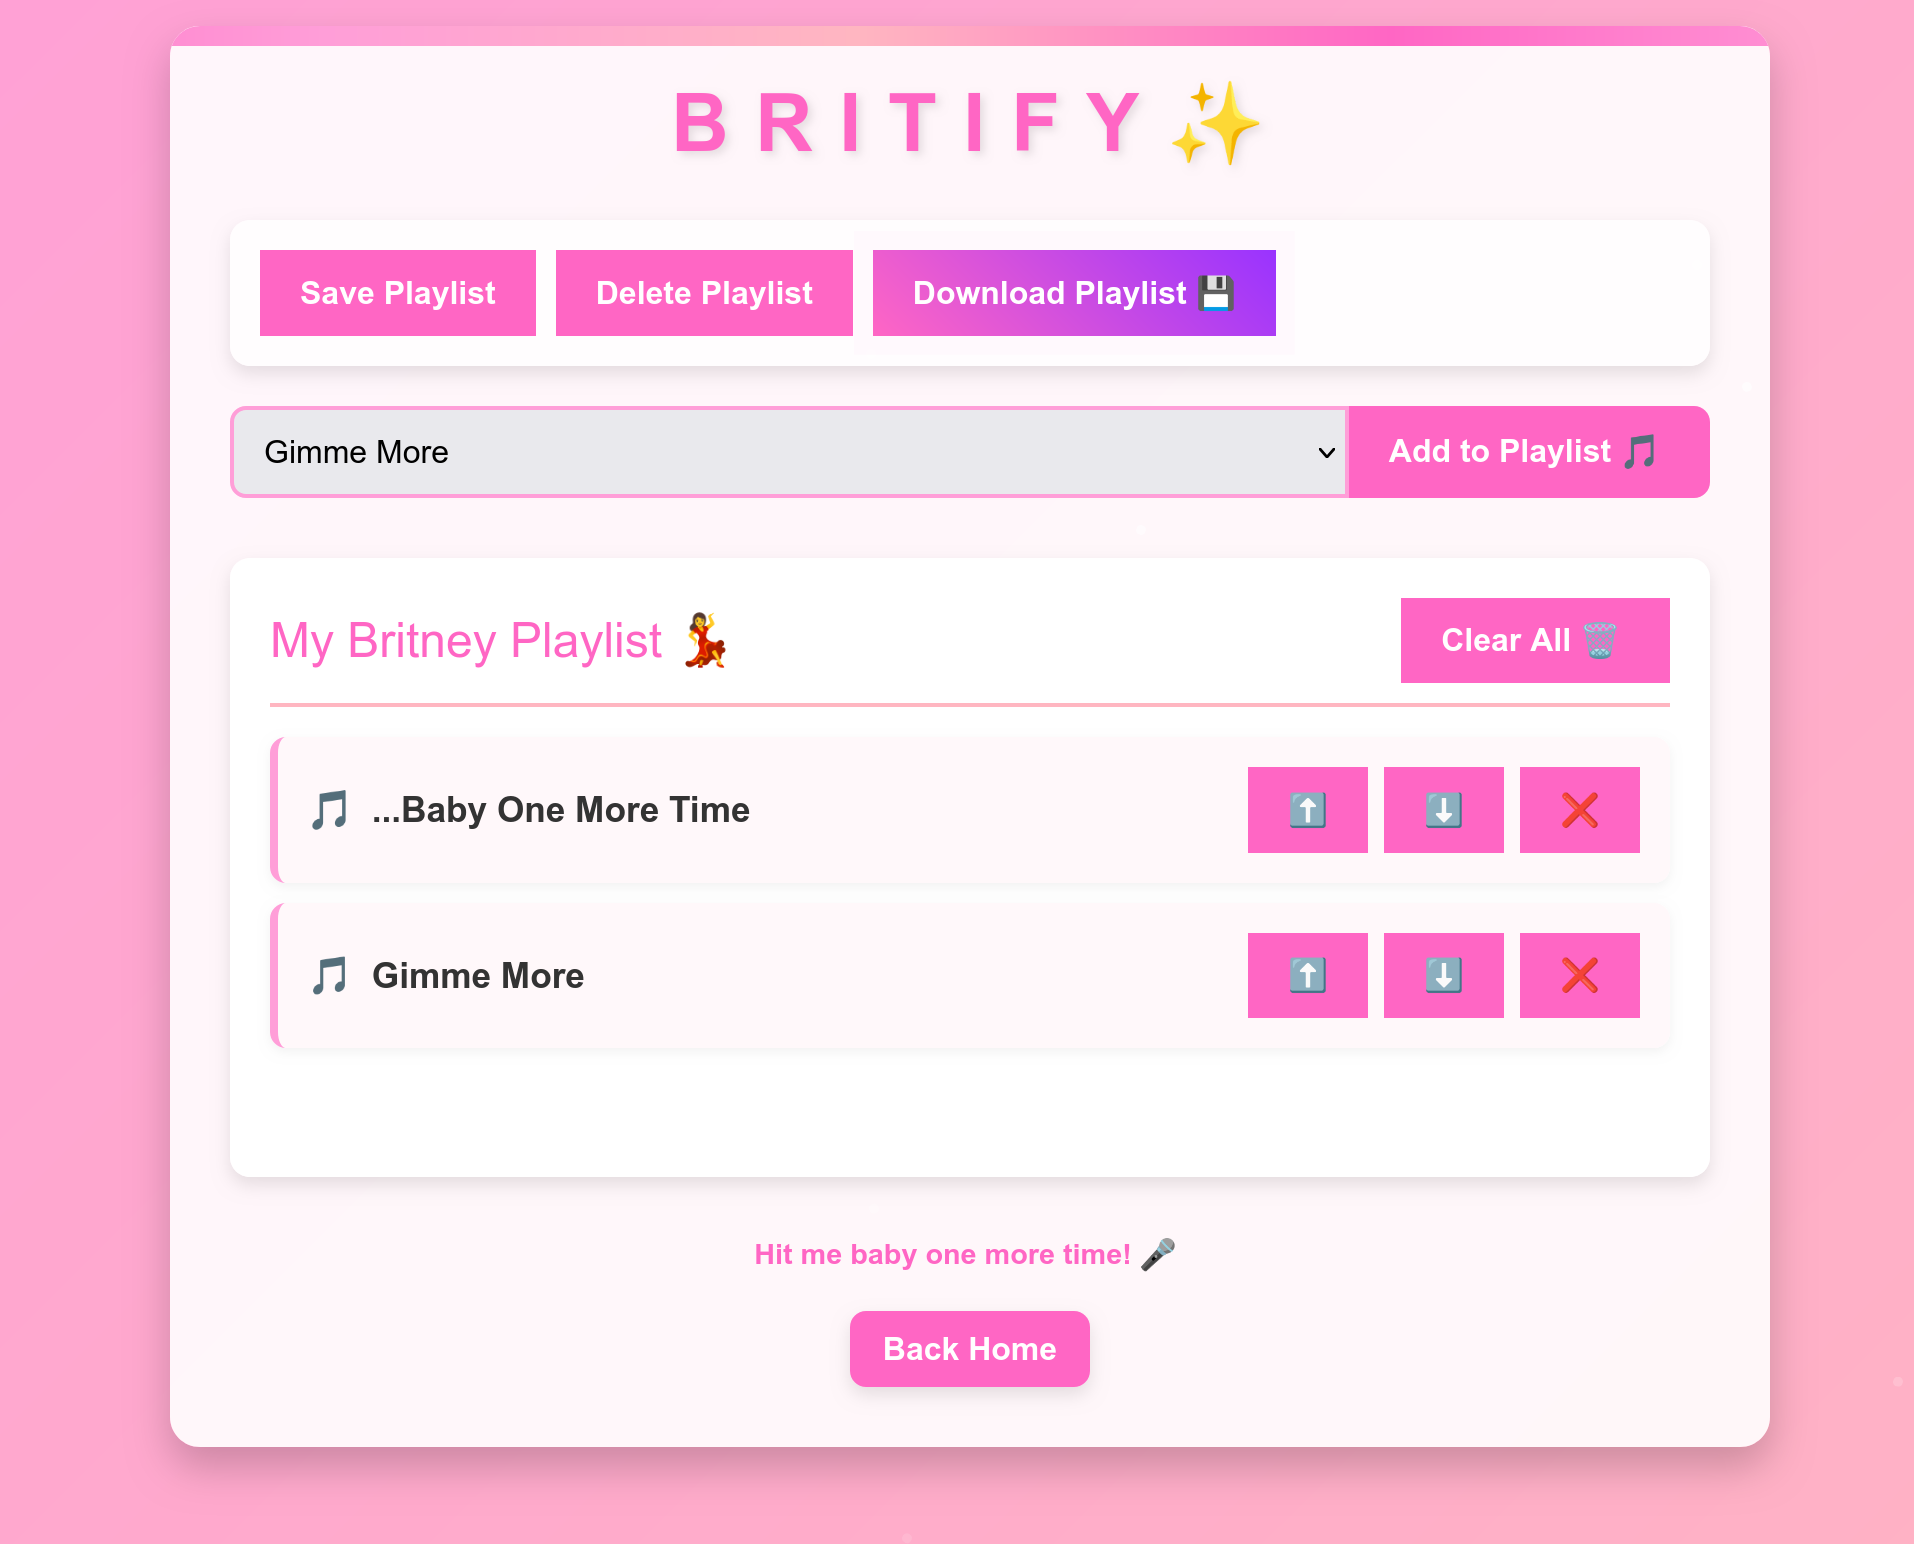 BRITIFY ✨
Save Playlist
Delete Playlist
Download Playlist 💾
Gimme More
Add to Playlist 🎵
My Britney Playlist 💃
Clear All 🗑️
🎵 ...Baby One More Time ⬆️ ⬇️ ❌
🎵 Gimme More ⬆️ ⬇️ ❌
Hit me baby one more time! 🎤
Back Home